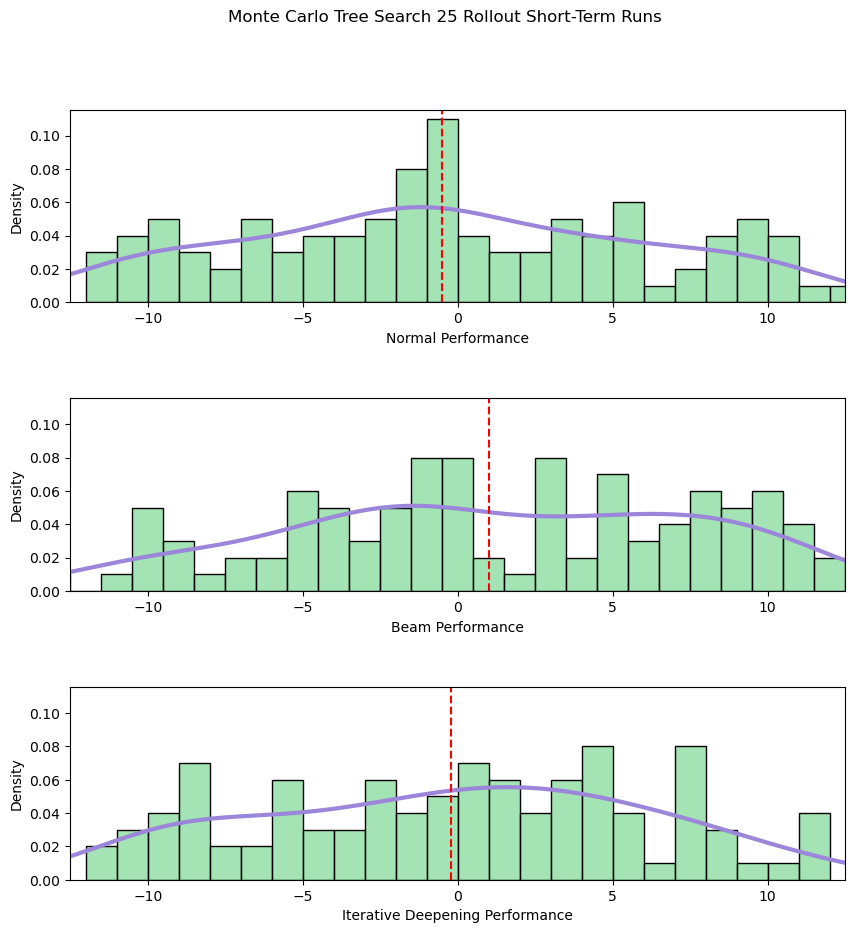 Monte Carlo Tree Search 25 Rollout Short-Term Runs
0.10
0.08
0.06
0.04
0.02
0.00
Density
−10 −5 0 5 10
Normal Performance
0.10
0.08
0.06
0.04
0.02
0.00
Density
−10 −5 0 5 10
Beam Performance
0.10
0.08
0.06
0.04
0.02
0.00
Density
−10 −5 0 5 10
Iterative Deepening Performance